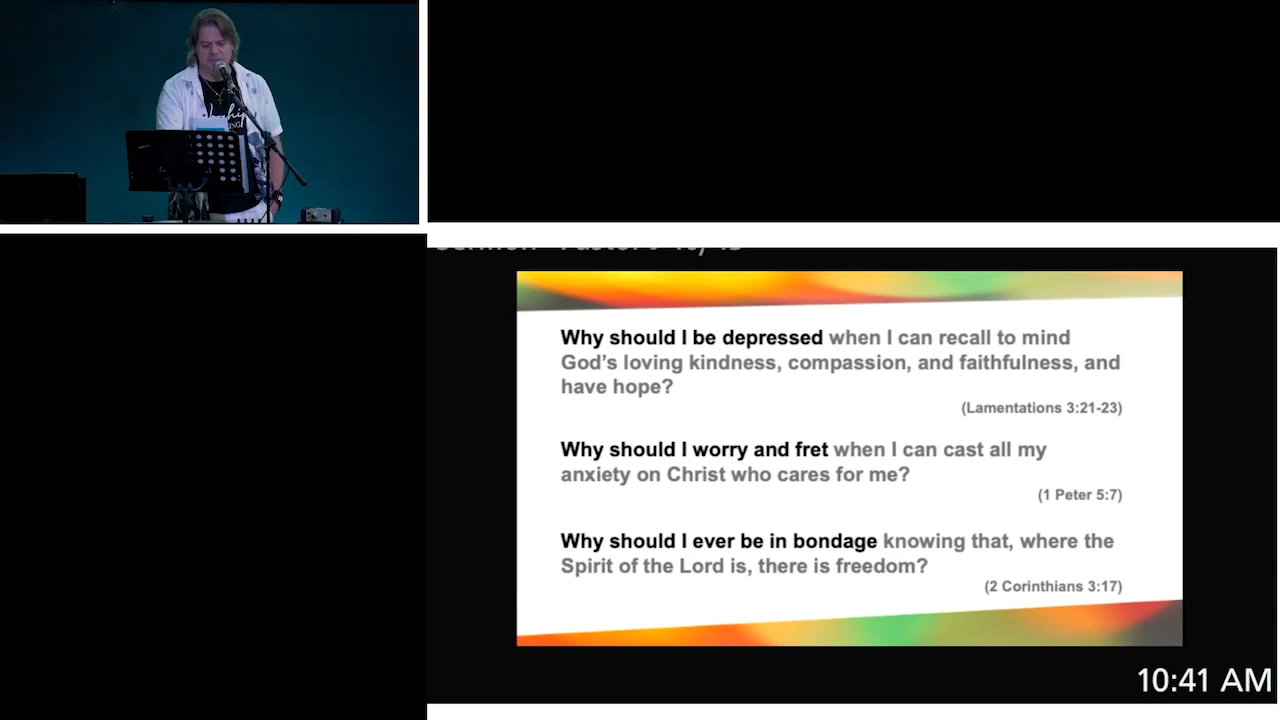 Worship
Why should I be depressed when I can recall to mind
God's loving kindness, compassion, and faithfulness, and
have hope?
(Lamentations 3:21-23)
Why should I worry and fret when I can cast all my
anxiety on Christ who cares for me?
(1 Peter 5:7)
Why should I ever be in bondage knowing that, where the
Spirit of the Lord is, there is freedom?
(2 Corinthians 3:17)
10:41 AM